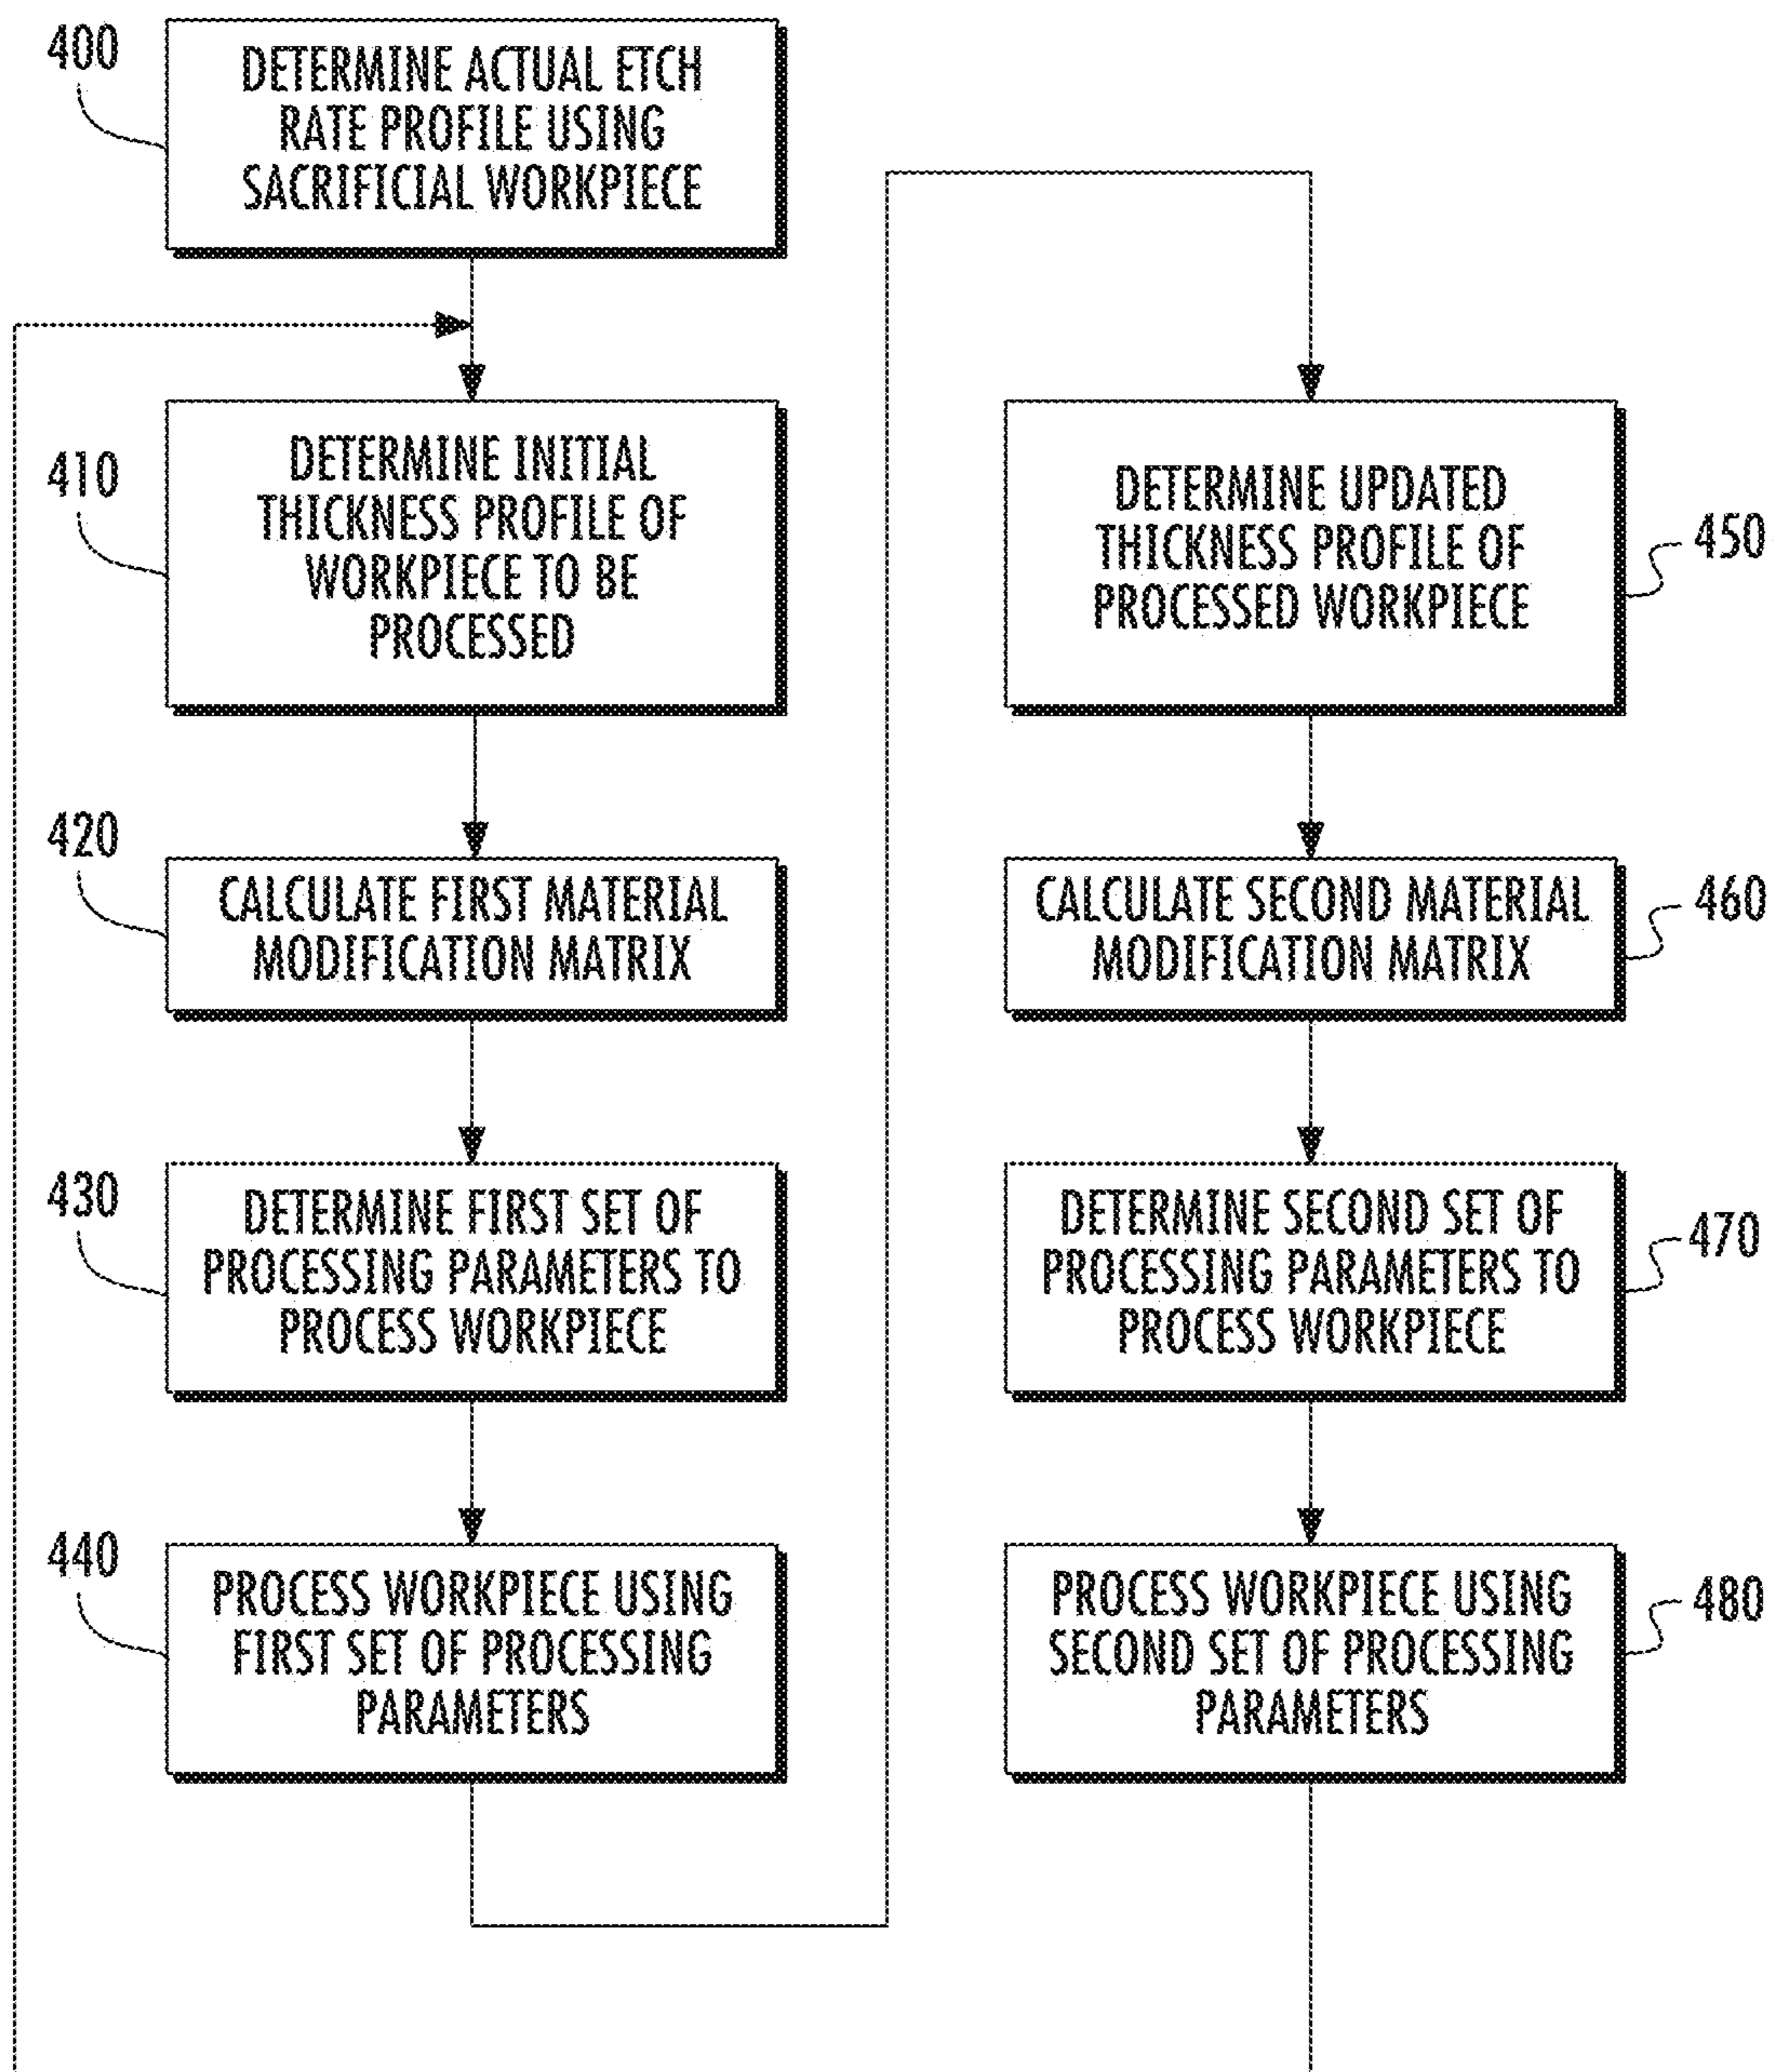 400
DETERMINE ACTUAL ETCH
RATE PROFILE USING
SACRIFICIAL WORKPIECE
410
DETERMINE INITIAL
THICKNESS PROFILE OF
WORKPIECE TO BE
PROCESSED
420
CALCULATE FIRST MATERIAL
MODIFICATION MATRIX
430
DETERMINE FIRST SET OF
PROCESSING PARAMETERS TO
PROCESS WORKPIECE
440
PROCESS WORKPIECE USING
FIRST SET OF PROCESSING
PARAMETERS
DETERMINE UPDATED
THICKNESS PROFILE OF
PROCESSED WORKPIECE
450
CALCULATE SECOND MATERIAL
MODIFICATION MATRIX
460
DETERMINE SECOND SET OF
PROCESSING PARAMETERS TO
PROCESS WORKPIECE
470
PROCESS WORKPIECE USING
SECOND SET OF PROCESSING
PARAMETERS
480